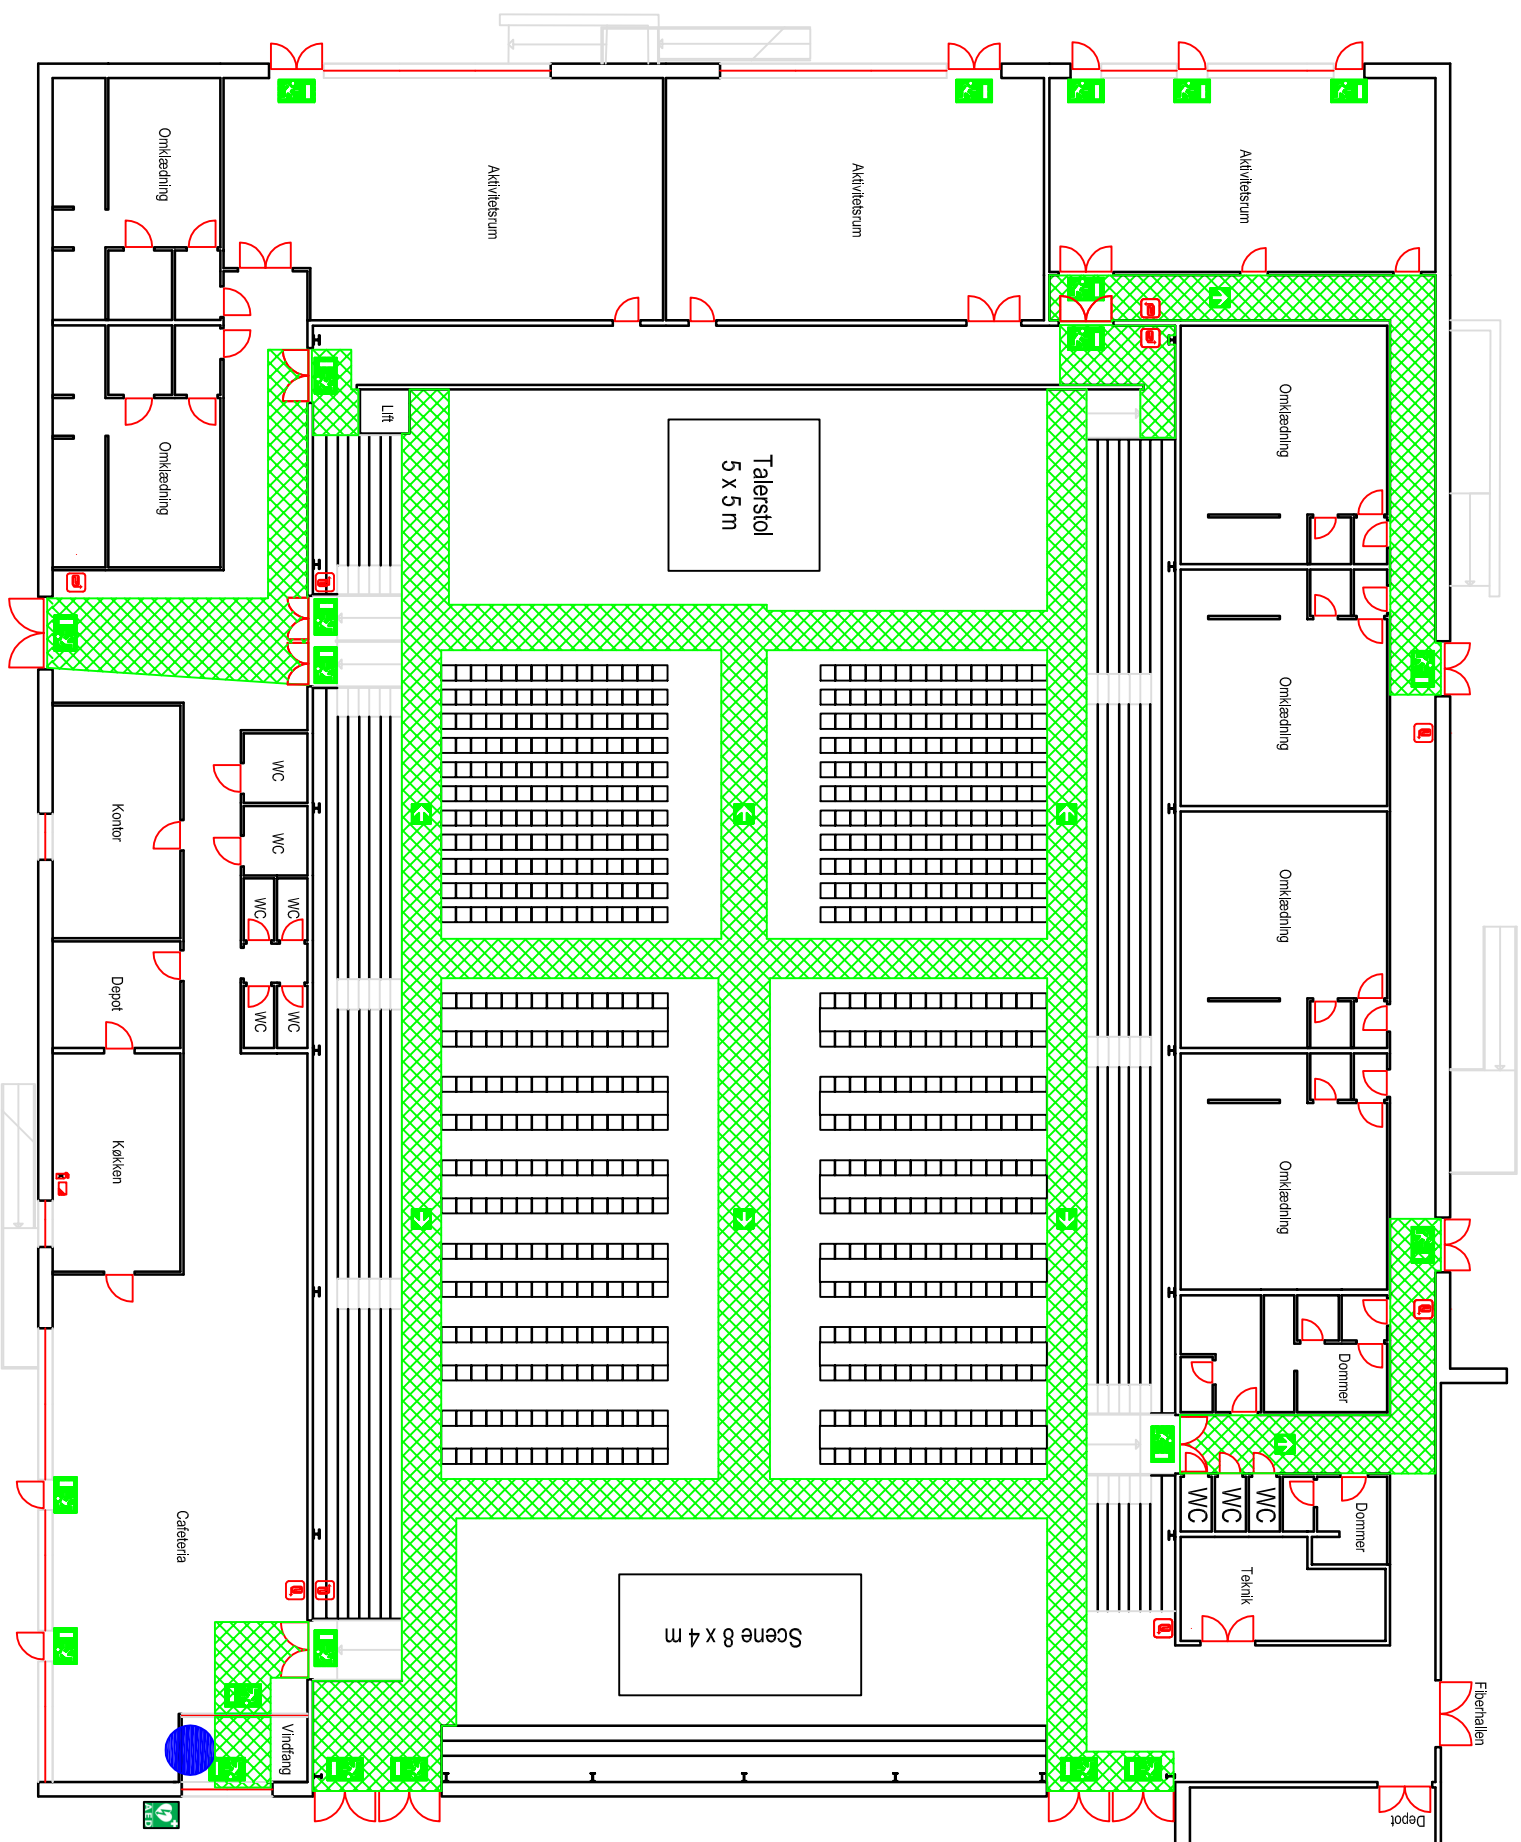 Omklædning
Aktivitetsrum
Aktivitetsrum
Aktivitetsrum
Omklædning
Lift
Talerstol
5 x 5 m
Omklædning
Omklædning
WC
WC
WC
WC
WC
WC
Kontor
Depot
Køkken
Omklædning
Omklædning
Dommer
WC
WC
WC
Dommer
Teknik
Cafeteria
Scene 8 x 4 m
Vindfang
Fiberhallen
Depot
AED